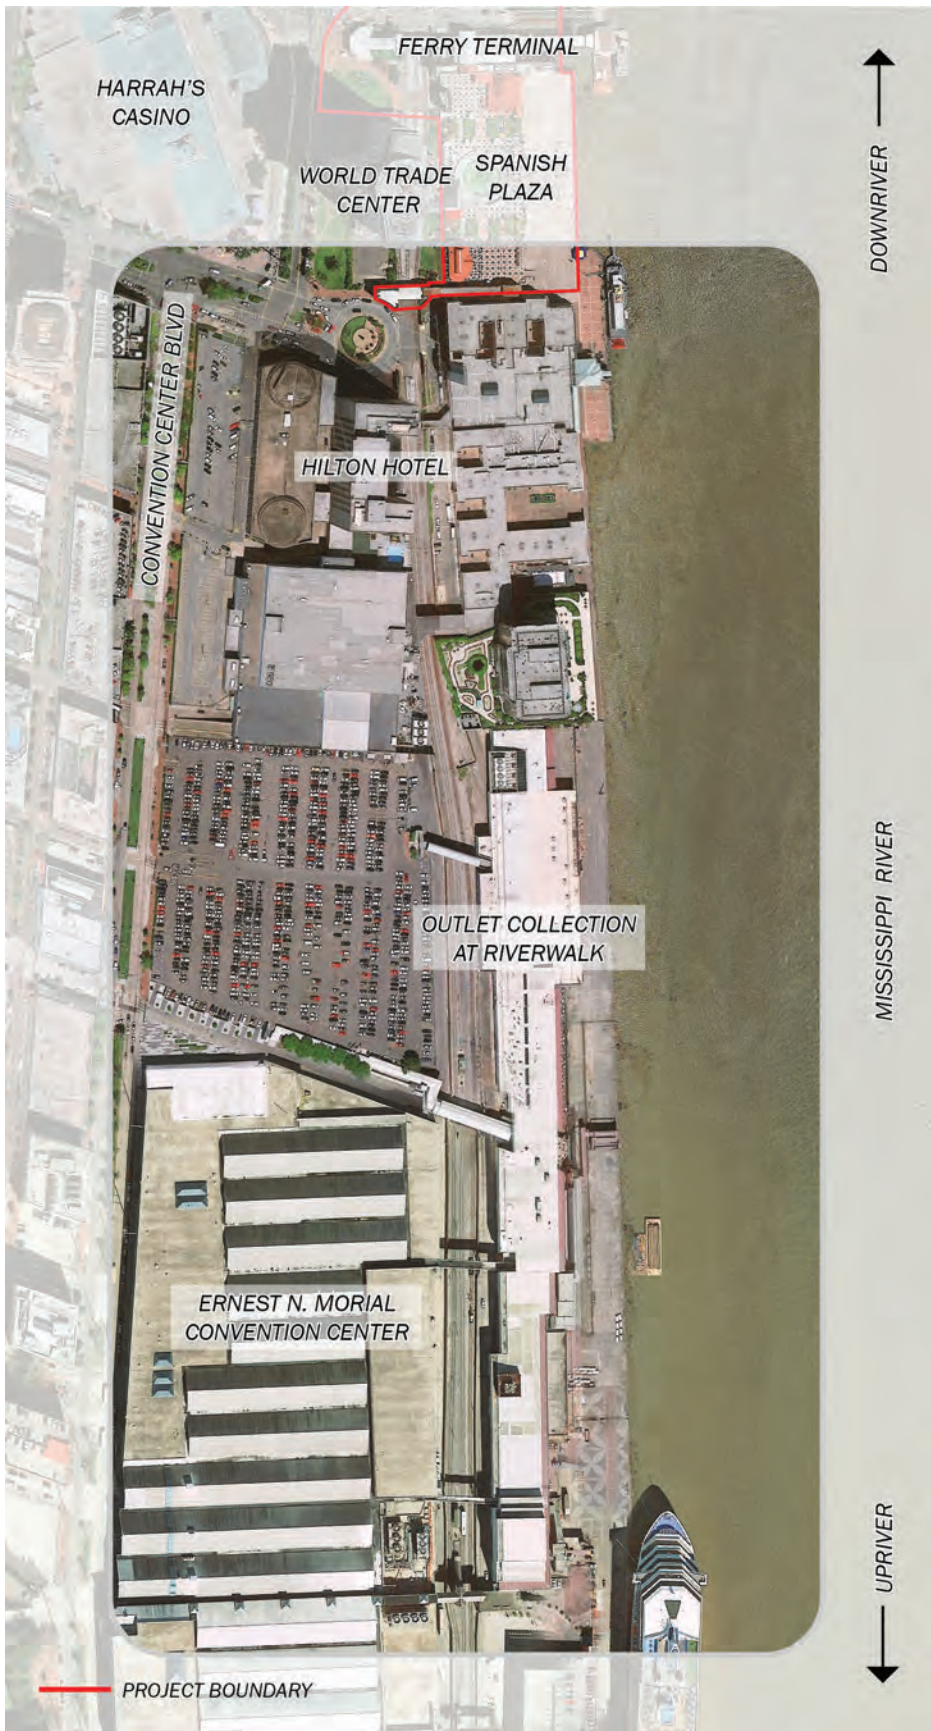 FERRY TERMINAL
HARRAH'S
CASINO
WORLD TRADE
CENTER
SPANISH
PLAZA
DOWNRIVER
CONVENTION CENTER BLVD
HILTON HOTEL
OUTLET COLLECTION
AT RIVERWALK
MISSISSIPPI RIVER
ERNEST N. MORIAL
CONVENTION CENTER
UPRIVER
PROJECT BOUNDARY